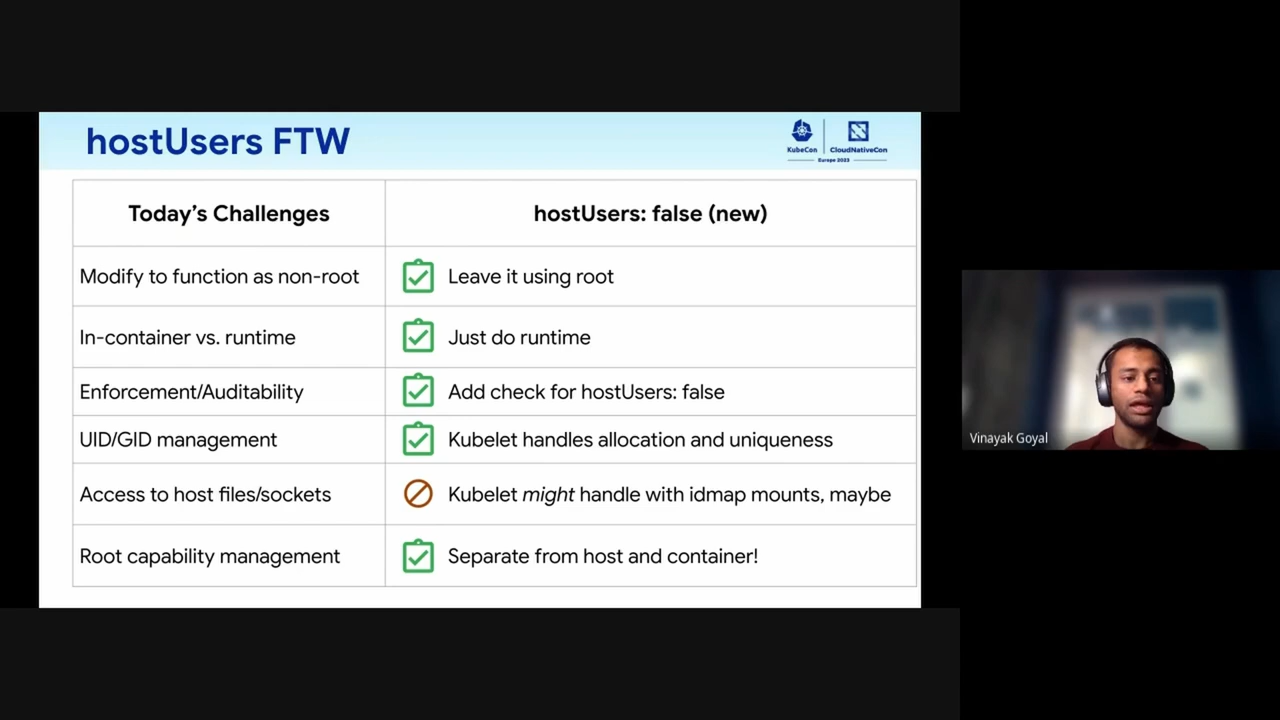 hostUsers FTW
KubeCon
CloudNativeCon
Europe 2023
Today's Challenges
hostUsers: false (new)
Modify to function as non-root
Leave it using root
In-container vs. runtime
Just do runtime
Enforcement/Auditability
Add check for hostUsers: false
UID/GID management
Kubelet handles allocation and uniqueness
Access to host files/sockets
Kubelet might handle with idmap mounts, maybe
Root capability management
Separate from host and container!
Vinayak Goyal